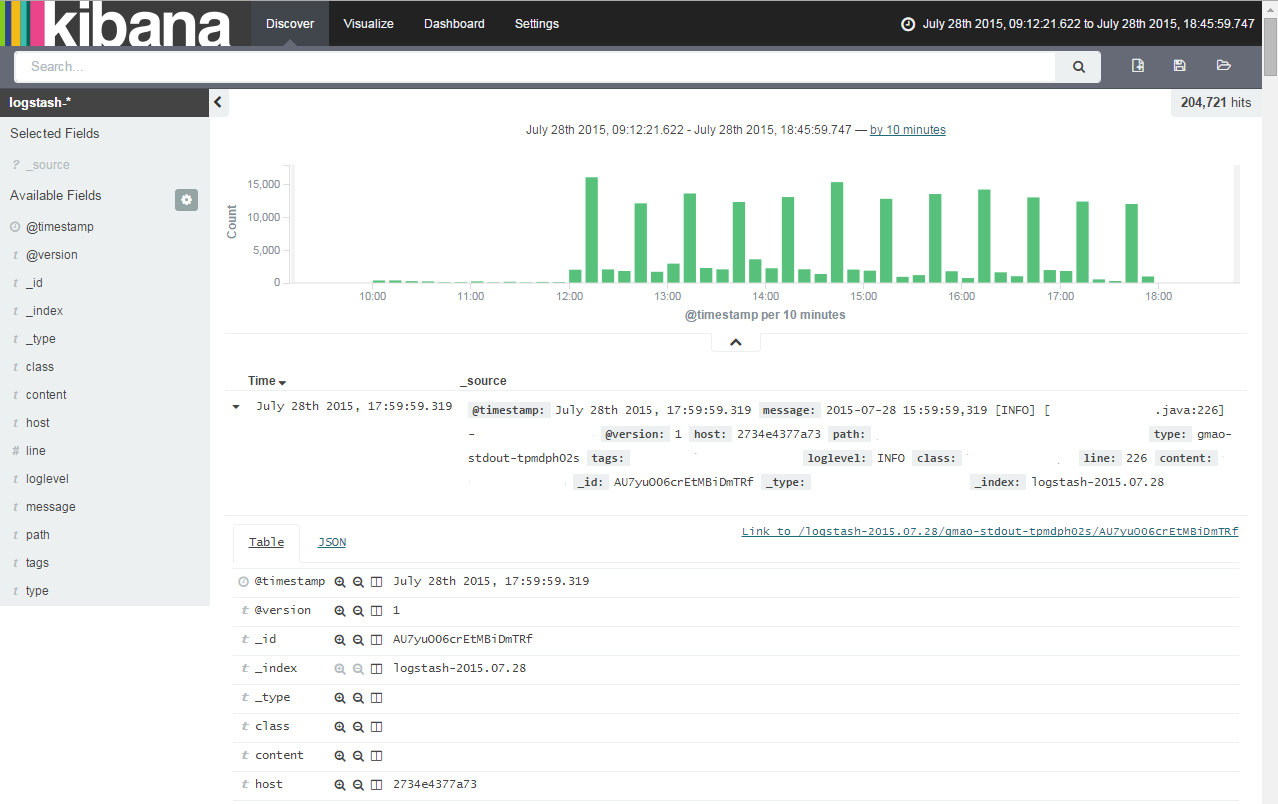 kibana
Discover Visualize Dashboard Settings July 28th 2015, 09:12:21.622 to July 28th 2015, 18:45:59.747
Search...
logstash-*
204,721 hits
Selected Fields
? _source
Available Fields
@timestamp
t @version
t _id
t _index
t _type
t class
t content
t host
# line
t loglevel
t message
t path
t tags
t type
July 28th 2015, 09:12:21.622 - July 28th 2015, 18:45:59.747 — by 10 minutes
Count
15,000
10,000
5,000
0
10:00 11:00 12:00 13:00 14:00 15:00 16:00 17:00 18:00
@timestamp per 10 minutes
Time _source
July 28th 2015, 17:59:59.319 @timestamp: July 28th 2015, 17:59:59.319 message: 2015-07-28 15:59:59,319 [INFO] [ .java:226]
- @version: 1 host: 2734e4377a73 path: type: gmao-
stdout-tpmdph02s tags: loglevel: INFO class: line: 226 content:
_id: AU7yuOO6crEtMBiDmTRf _type: _index: logstash-2015.07.28
Table JSON Link to /logstash-2015.07.28/gmao-stdout-tpmdph02s/AU7yuOO6crEtMBiDmTRf
@timestamp July 28th 2015, 17:59:59.319
t @version 1
t _id AU7yuOO6crEtMBiDmTRf
t _index logstash-2015.07.28
t _type
t class
t content
t host 2734e4377a73